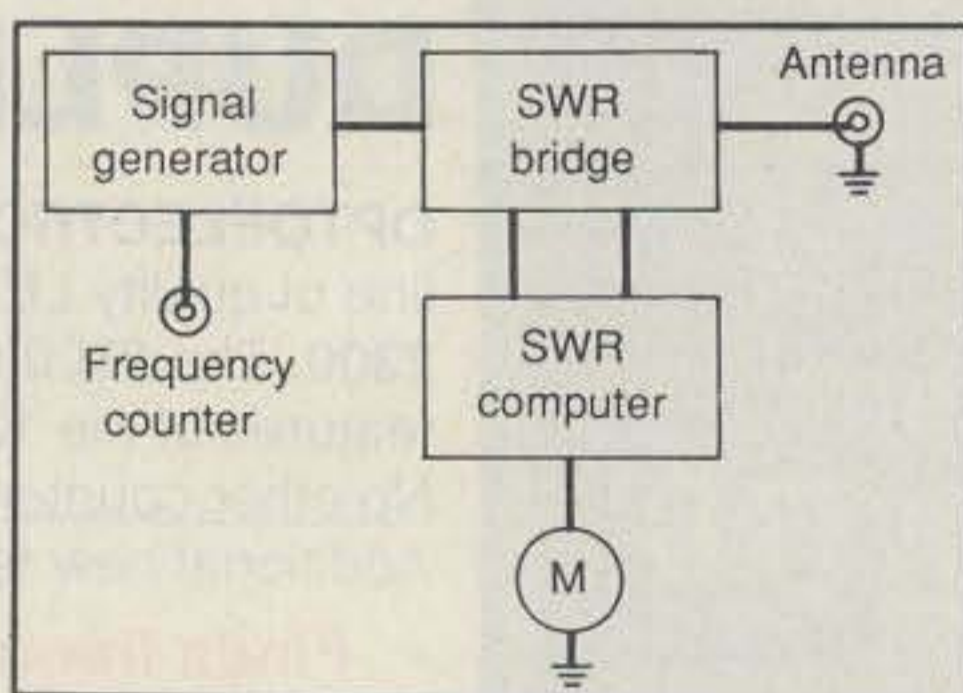 Signal
generator
SWR
bridge
Antenna
Frequency
counter
SWR
computer
M